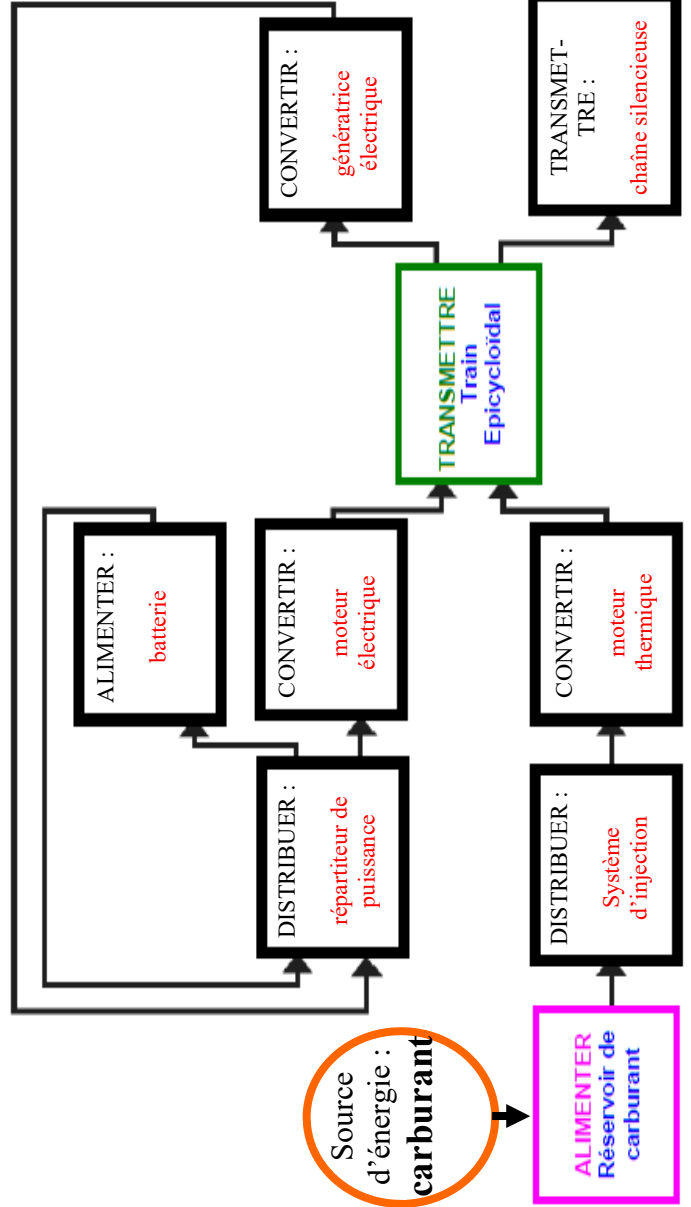 Source
d’énergie :
carburant
ALIMENTER
Réservoir de
carburant
DISTRIBUER :
répartiteur de
puissance
DISTRIBUER :
Système
d’injection
ALIMENTER :
batterie
CONVERTIR :
moteur
électrique
CONVERTIR :
moteur
thermique
TRANSMETTRE
Train
Epicycloïdal
CONVERTIR :
génératrice
électrique
TRANSMET-
TRE :
chaîne silencieuse